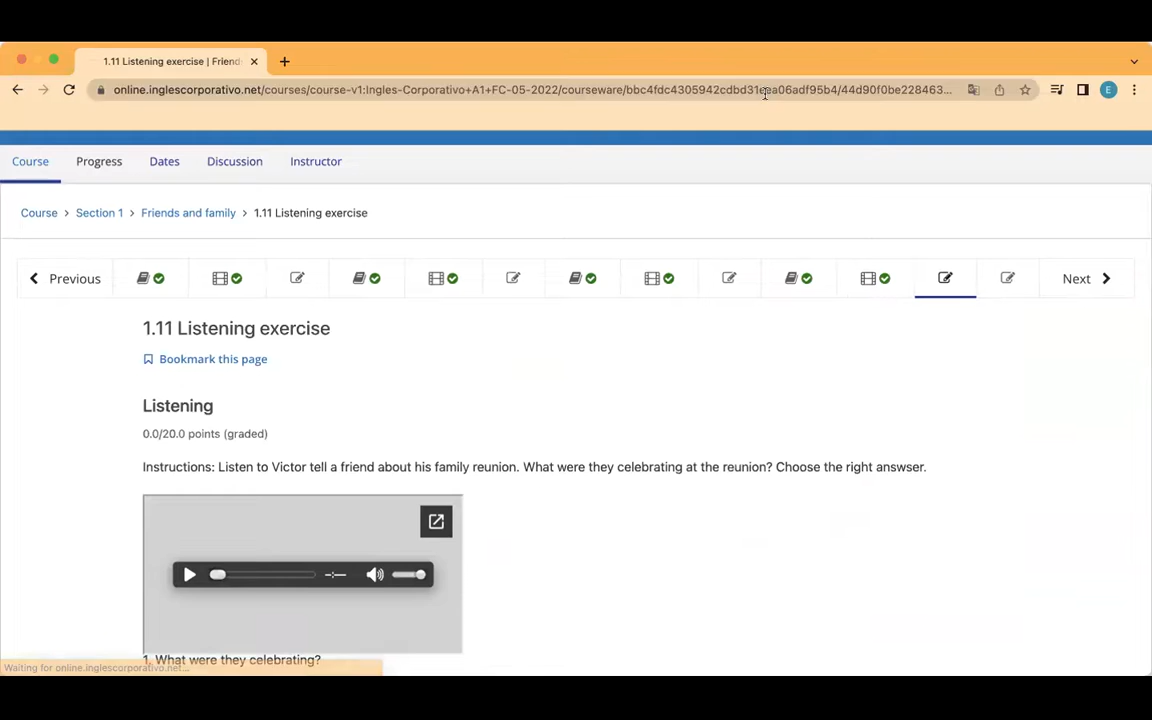 1.11 Listening exercise | Friend
online.inglescorporativo.net/courses/course-v1:Ingles-Corporativo+A1+FC-05-2022/courseware/bbc4fdc4305942cdbd31eea06adf95b4/44d90f0be228463...
E
Course Progress Dates Discussion Instructor
Course > Section 1 > Friends and family > 1.11 Listening exercise
Previous Next
1.11 Listening exercise
Bookmark this page
Listening
0.0/20.0 points (graded)
Instructions: Listen to Victor tell a friend about his family reunion. What were they celebrating at the reunion? Choose the right answser.
-:--
1. What were they celebrating?
Waiting for online.inglescorporativo.net...